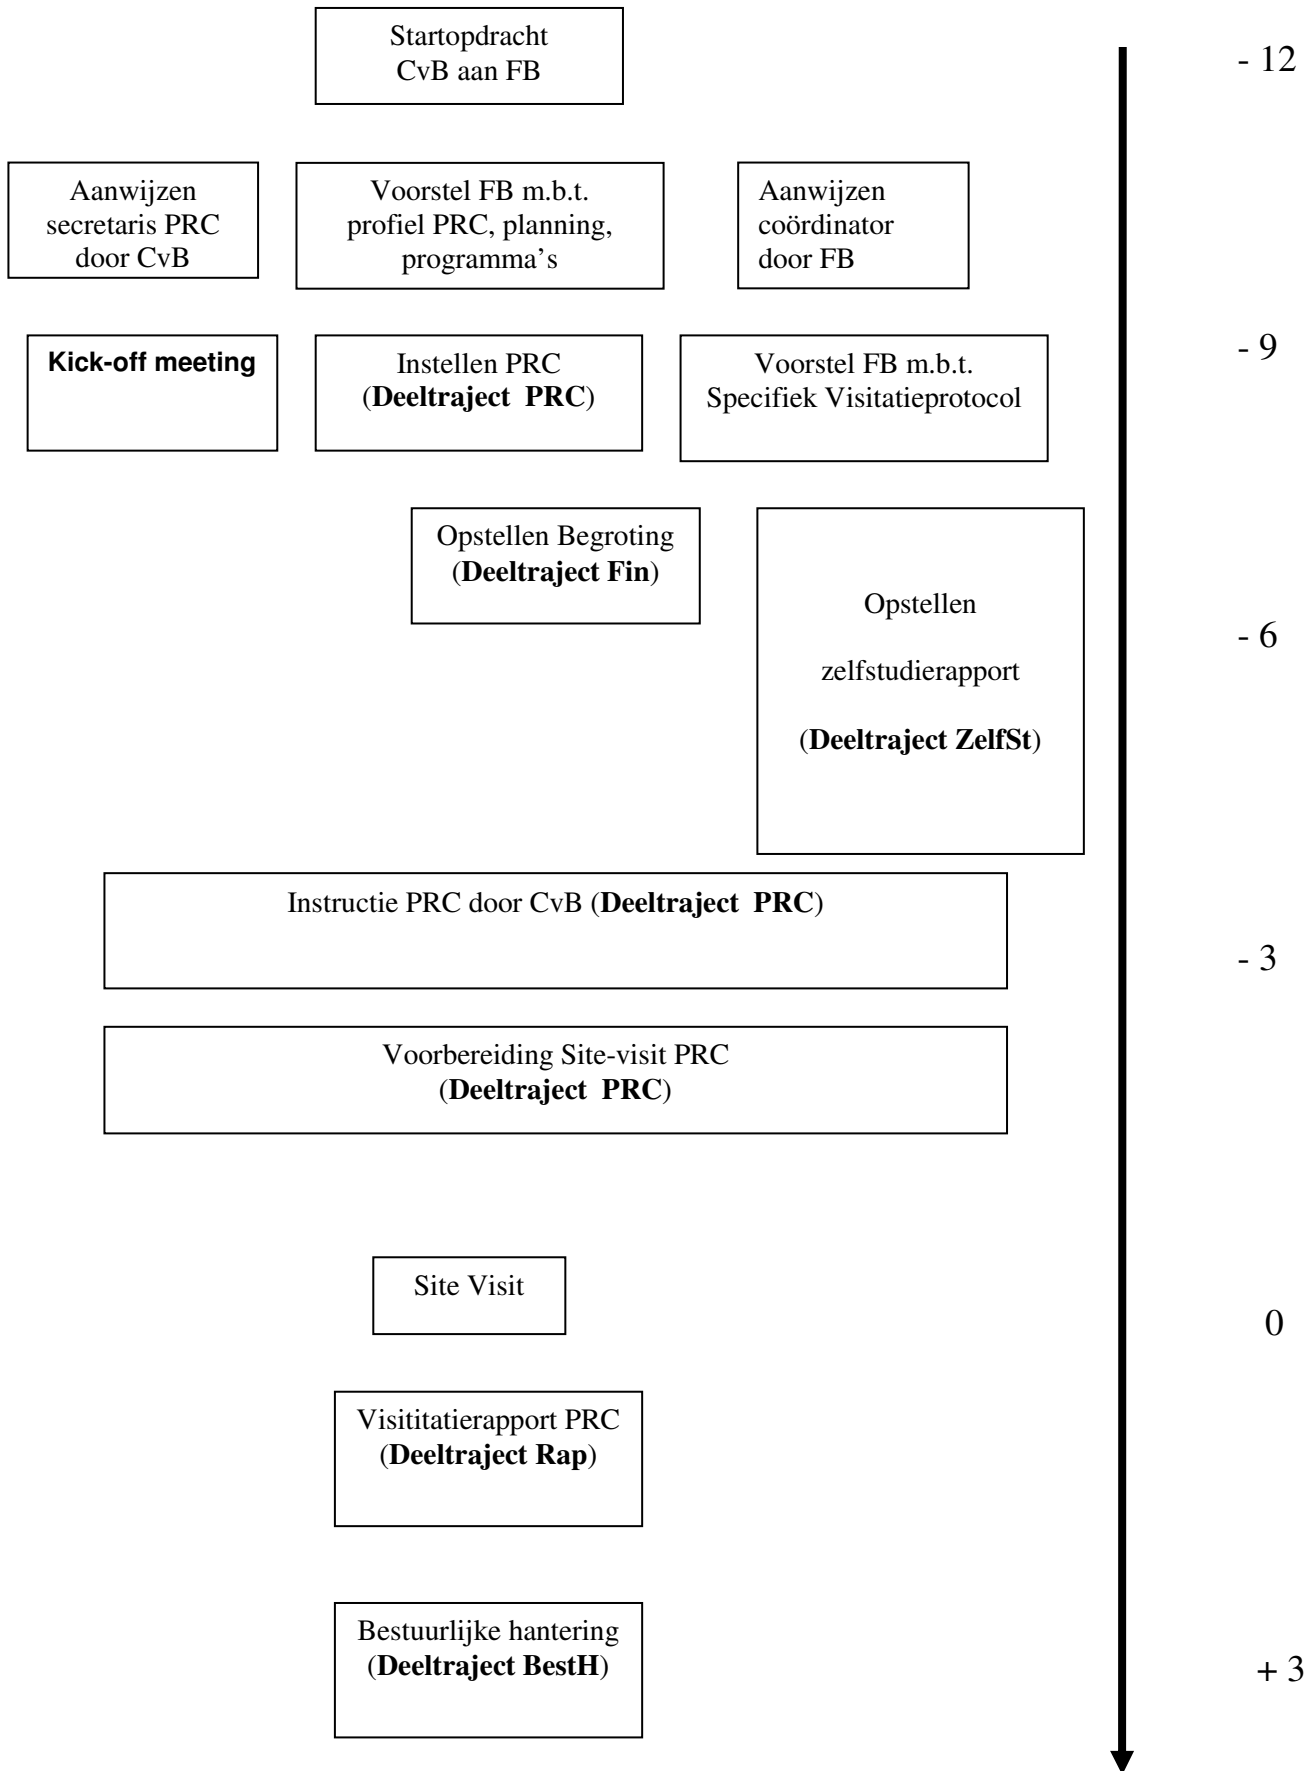 Startopdracht
CvB aan FB
- 12
Aanwijzen
secretaris PRC
door CvB
Voorstel FB m.b.t.
profiel PRC, planning,
programma's
Aanwijzen
coördinator
door FB
Kick-off meeting
Instellen PRC
(Deeltraject PRC)
Voorstel FB m.b.t.
Specifiek Visitatieprotocol
- 9
Opstellen Begroting
(Deeltraject Fin)
Opstellen
zelfstudierapport
(Deeltraject ZelfSt)
- 6
Instructie PRC door CvB (Deeltraject PRC)
- 3
Voorbereiding Site-visit PRC
(Deeltraject PRC)
Site Visit
0
Visititatierapport PRC
(Deeltraject Rap)
Bestuurlijke hantering
(Deeltraject BestH)
+ 3